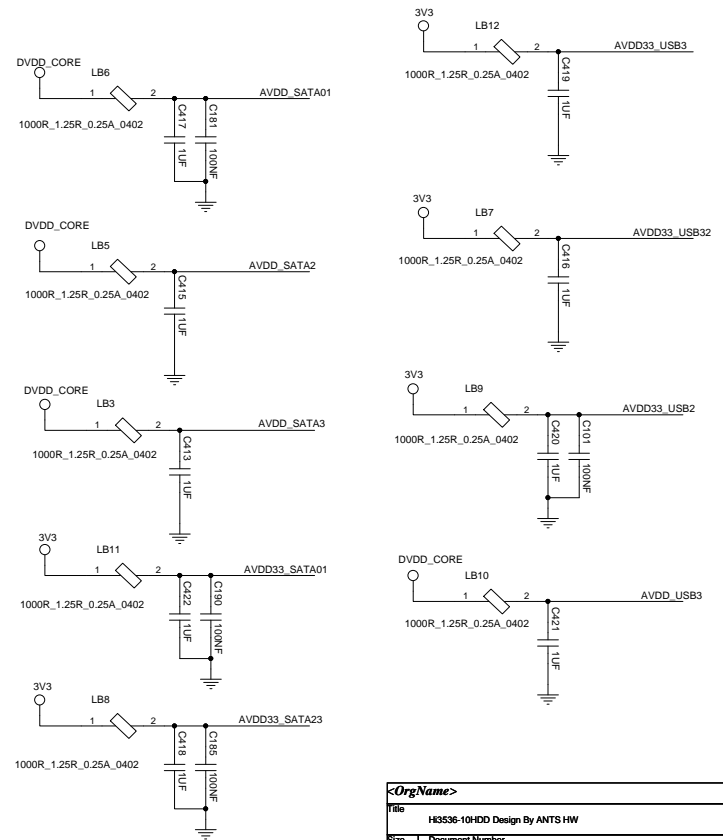 DVDD_CORE
LB6
1 2 AVDD_SATA01
1000R_1.25R_0.25A_0402
C417
1UF
C181
100NF
DVDD_CORE
LB5
1 2 AVDD_SATA2
1000R_1.25R_0.25A_0402
C415
1UF
DVDD_CORE
LB3
1 2 AVDD_SATA3
1000R_1.25R_0.25A_0402
C413
1UF
3V3
LB11
1 2 AVDD33_SATA01
1000R_1.25R_0.25A_0402
C422
1UF
C190
100NF
3V3
LB8
1 2 AVDD33_SATA23
1000R_1.25R_0.25A_0402
C418
1UF
C185
100NF
3V3
LB12
1 2 AVDD33_USB3
1000R_1.25R_0.25A_0402
C419
1UF
3V3
LB7
1 2 AVDD33_USB32
1000R_1.25R_0.25A_0402
C416
1UF
3V3
LB9
1 2 AVDD33_USB2
1000R_1.25R_0.25A_0402
C420
1UF
C101
100NF
DVDD_CORE
LB10
1 2 AVDD_USB3
1000R_1.25R_0.25A_0402
C421
1UF
<OrgName>
Title
Hi3536-10HDD Design By ANTS HW
Size Document Number